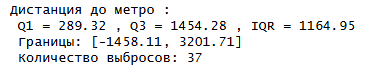 Дистанция до метро :
Q1 = 289.32 , Q3 = 1454.28 , IQR = 1164.95
Границы: [-1458.11, 3201.71]
Количество выбросов: 37